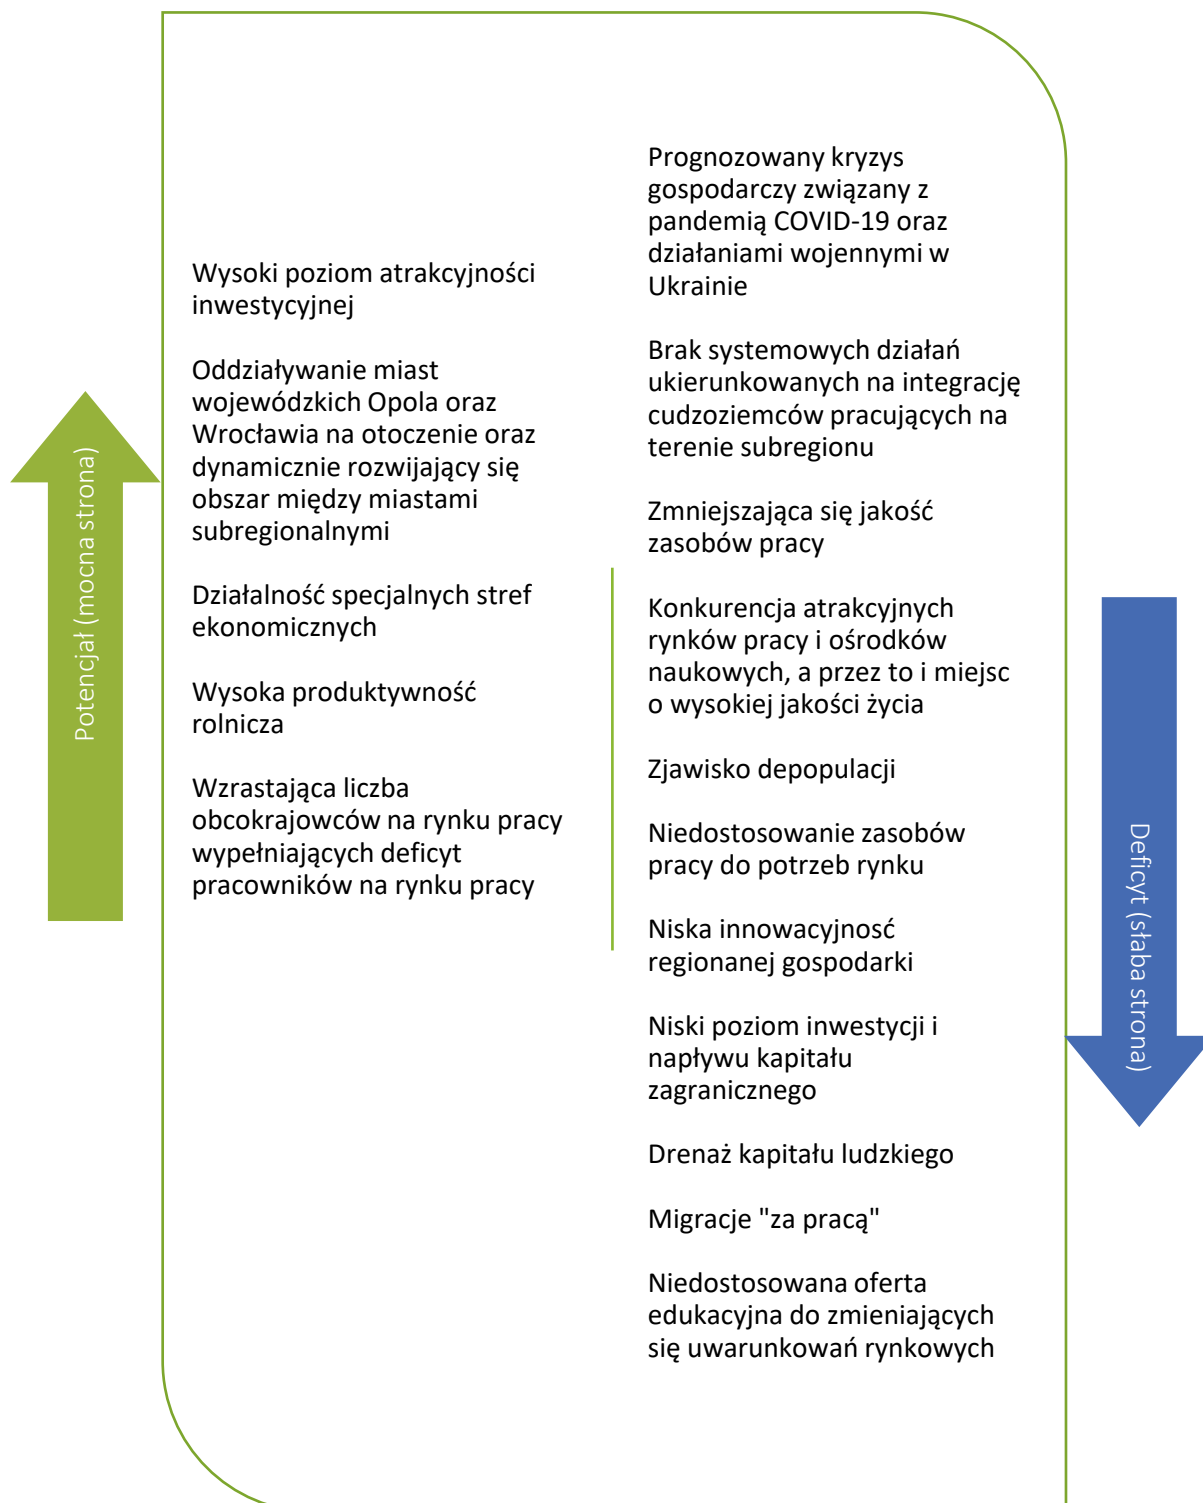 Potencjał (mocna strona)
Wysoki poziom atrakcyjności
inwestycyjnej
Oddziaływanie miast
wojewódzkich Opola oraz
Wrocławia na otoczenie oraz
dynamicznie rozwijający się
obszar między miastami
subregionalnymi
Działalność specjalnych stref
ekonomicznych
Wysoka produktywność
rolnicza
Wzrastająca liczba
obcokrajowców na rynku pracy
wypełniających deficyt
pracowników na rynku pracy
Prognozowany kryzys
gospodarczy związany z
pandemią COVID-19 oraz
działaniami wojennymi w
Ukrainie
Brak systemowych działań
ukierunkowanych na integrację
cudzoziemców pracujących na
terenie subregionu
Zmniejszająca się jakość
zasobów pracy
Konkurencja atrakcyjnych
rynków pracy i ośrodków
naukowych, a przez to i miejsc
o wysokiej jakości życia
Zjawisko depopulacji
Niedostosowanie zasobów
pracy do potrzeb rynku
Niska innowacyjnosć
regionanej gospodarki
Niski poziom inwestycji i
napływu kapitału
zagranicznego
Drenaż kapitału ludzkiego
Migracje "za pracą"
Niedostosowana oferta
edukacyjna do zmieniających
się uwarunkowań rynkowych
Deficyt (słaba strona)